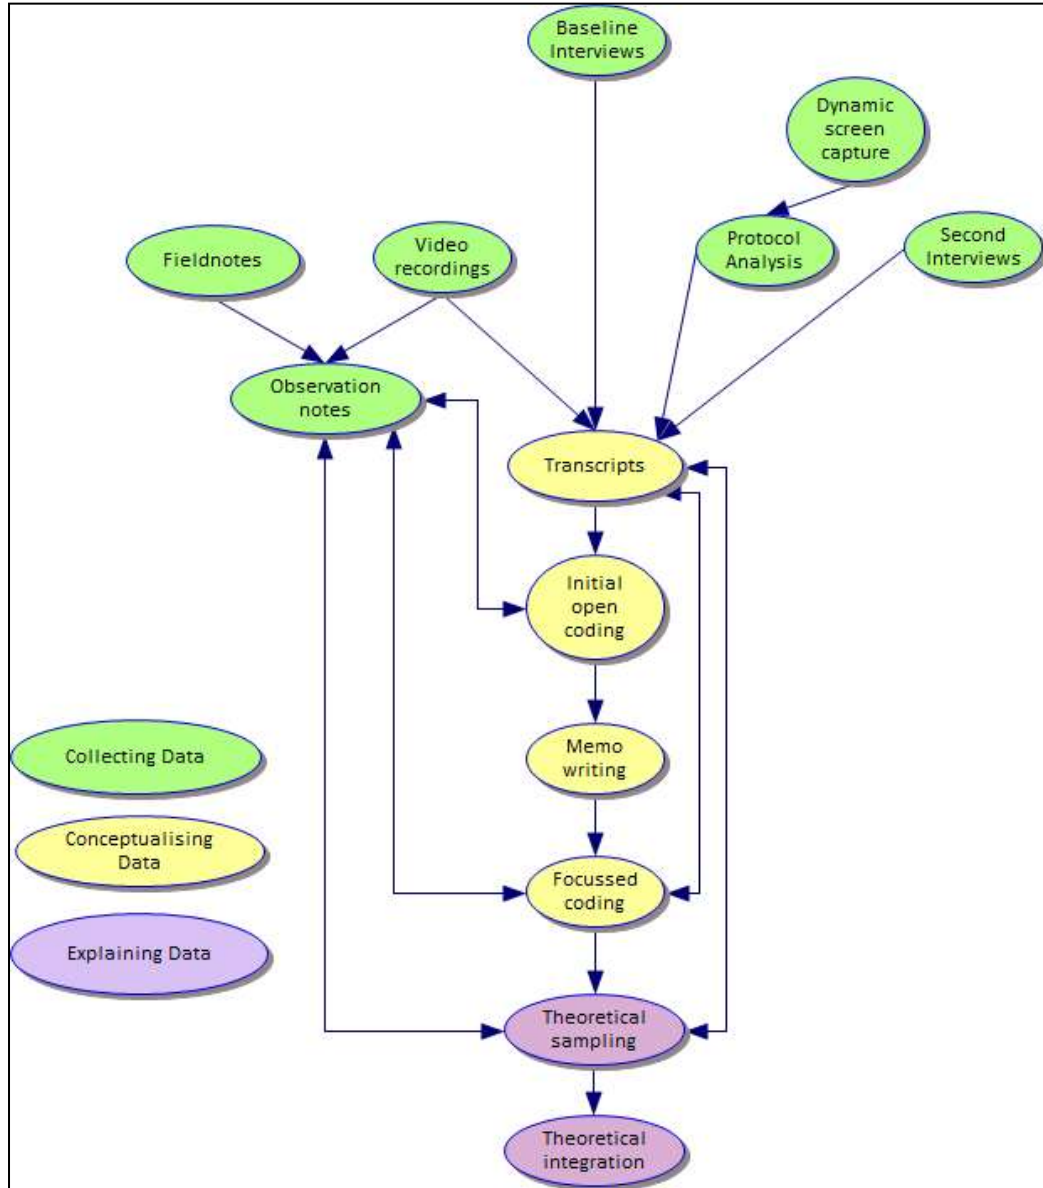 Baseline
Interviews
Dynamic
screen
capture
Fieldnotes
Video
recordings
Protocol
Analysis
Second
Interviews
Observation
notes
Transcripts
Initial
open
coding
Memo
writing
Collecting Data
Conceptualising
Data
Focussed
coding
Explaining Data
Theoretical
sampling
Theoretical
integration